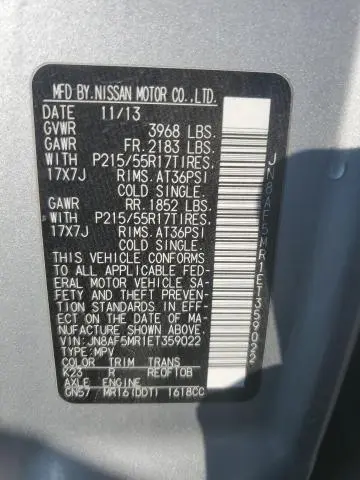 MFD BY.NISSAN MOTOR CO.,LTD.
DATE 11/13
GVWR 3968 LBS.
GAWR FR.2183 LBS.
WITH P215/55R17TIRES,
17X7J RIMS.AT36PSI
COLD SINGLE.
GAWR RR.1852 LBS.
WITH P215/55R17TIRES,
17X7J RIMS.AT36PSI
COLD SINGLE.
THIS VEHICLE CONFORMS
TO ALL APPLICABLE FED-
ERAL MOTOR VEHICLE SA-
FETY AND THEFT PREVENTION
STANDARDS IN EFF-
ECT ON THE DATE OF MA-
NUFACTURE SHOWN ABOVE.
VIN:JN8AF5MR1ET359022
TYPE:MPV
COLOR TRIM TRANS
K23 R RE0F10B
AXLE ENGINE
GN57 MR16(DDT) 1618CC
JN8AF5MR1ET359022